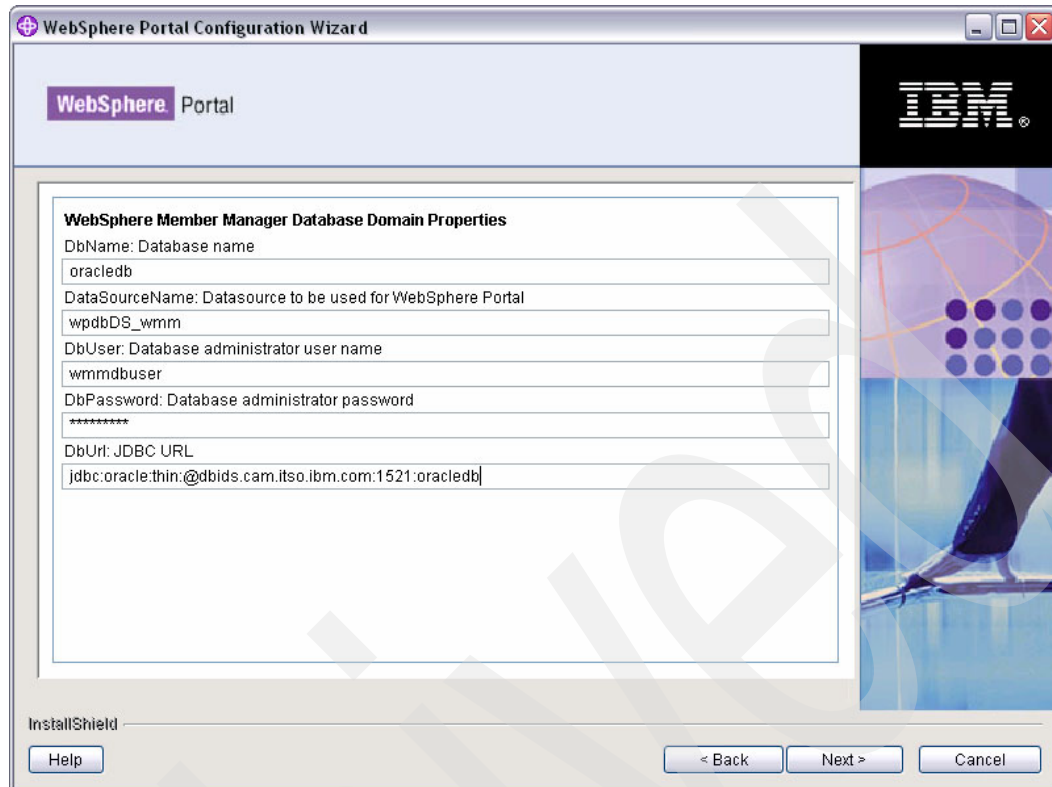 WebSphere Portal Configuration Wizard
WebSphere. Portal
IBM®
WebSphere Member Manager Database Domain Properties
DbName: Database name
oracledb
DataSourceName: Datasource to be used for WebSphere Portal
wpdbDS_wmm
DbUser: Database administrator user name
wmmdbuser
DbPassword: Database administrator password
*********
DbUrl: JDBC URL
jdbc:oracle:thin:@dbids.cam.itso.ibm.com:1521:oracledb
InstallShield
Help
< Back
Next >
Cancel